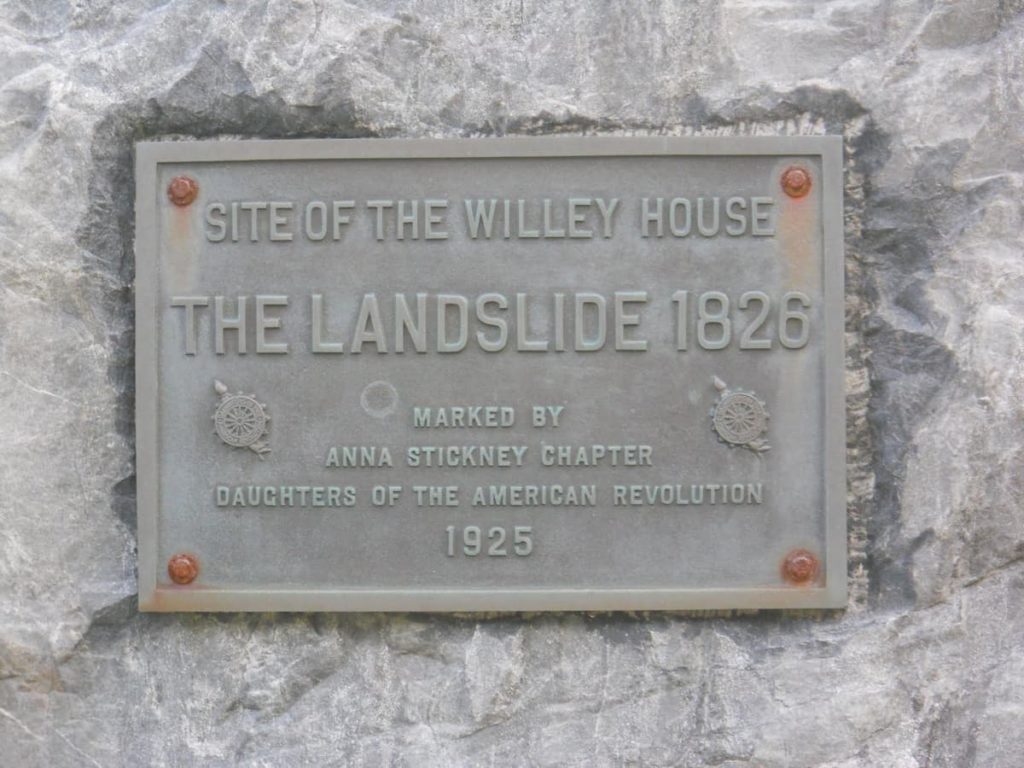 SITE OF THE WILLEY HOUSE
THE LANDSLIDE 1826
MARKED BY
ANNA STICKNEY CHAPTER
DAUGHTERS OF THE AMERICAN REVOLUTION
1925